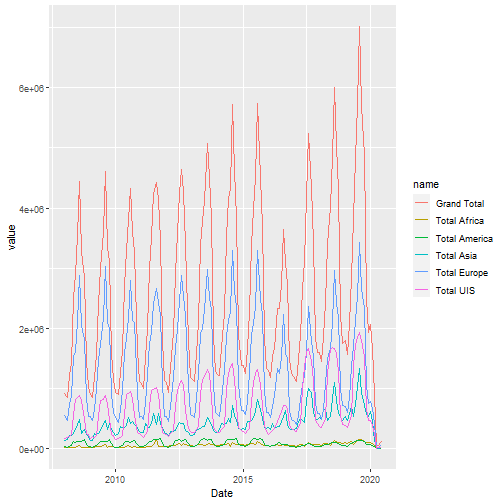 name
Grand Total
Total Africa
Total America
Total Asia
Total Europe
Total UIS
value
6e+06
4e+06
2e+06
0e+00
2010
2015
2020
Date